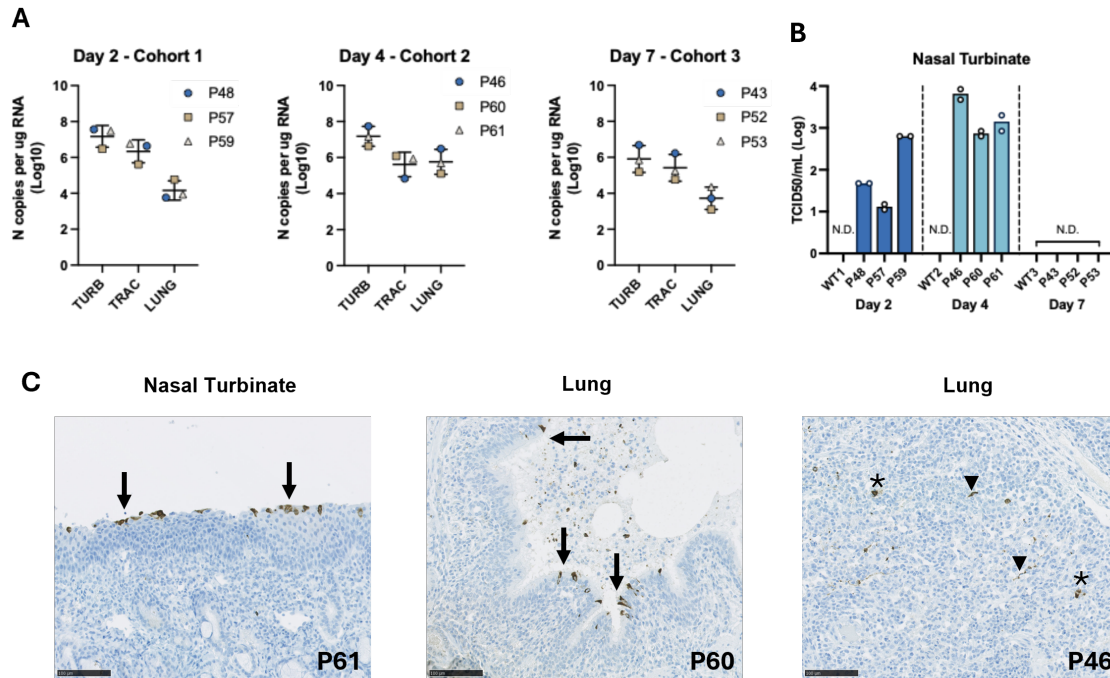 A
B
Day 2 - Cohort 1
N copies per ug RNA
(Log10)
10
8
6
4
2
0
TURB
TRAC
LUNG
P48
P57
P59
Day 4 - Cohort 2
N copies per ug RNA
(Log10)
10
8
6
4
2
0
TURB
TRAC
LUNG
P46
P60
P61
Day 7 - Cohort 3
N copies per ug RNA
(Log10)
10
8
6
4
2
0
TURB
TRAC
LUNG
P43
P52
P53
Nasal Turbinate
TCID50/mL (Log)
4
3
2
1
0
N.D.
N.D.
N.D.
WT1
P48
P57
P59
WT2
P46
P60
P61
WT3
P43
P52
P53
Day 2
Day 4
Day 7
C
Nasal Turbinate
Lung
Lung
*
*
P61
P60
P46